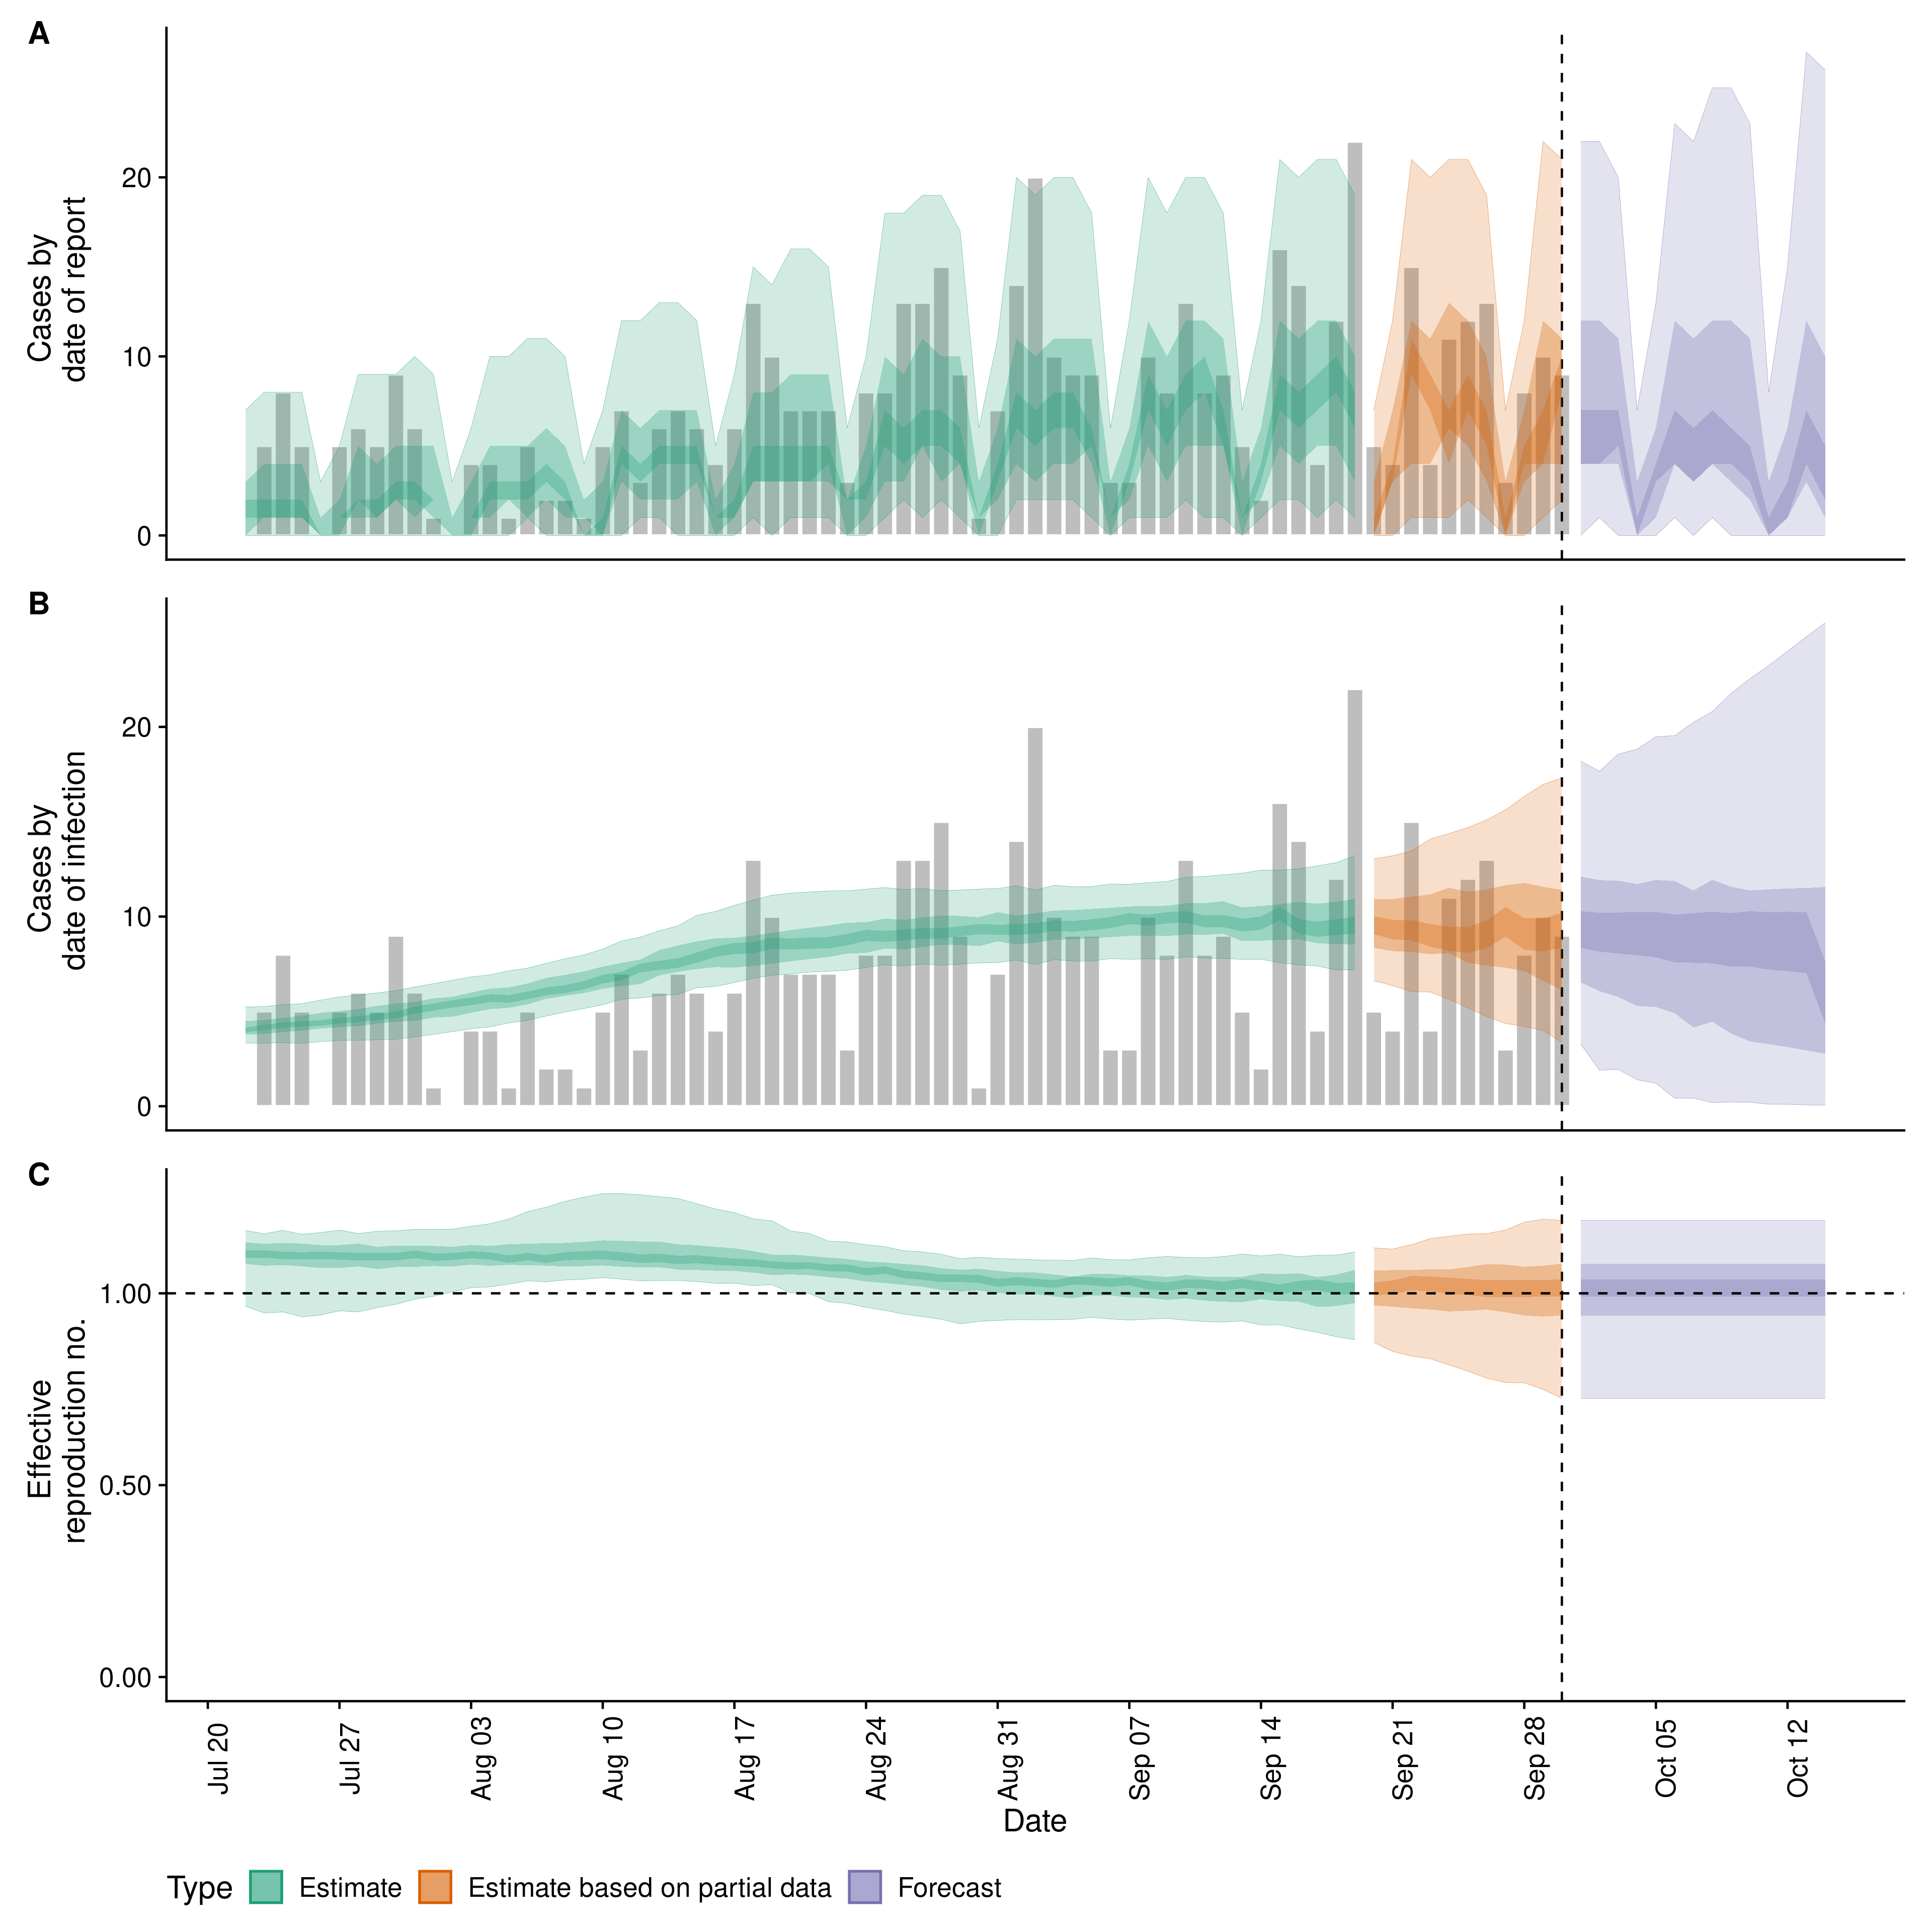 A
Cases by
date of report
20
10
0
B
Cases by
date of infection
20
10
0
C
Effective
reproduction no.
1.00
0.50
0.00
Jul 20
Jul 27
Aug 03
Aug 10
Aug 17
Aug 24
Aug 31
Sep 07
Sep 14
Sep 21
Sep 28
Oct 05
Oct 12
Date
Type Estimate Estimate based on partial data Forecast